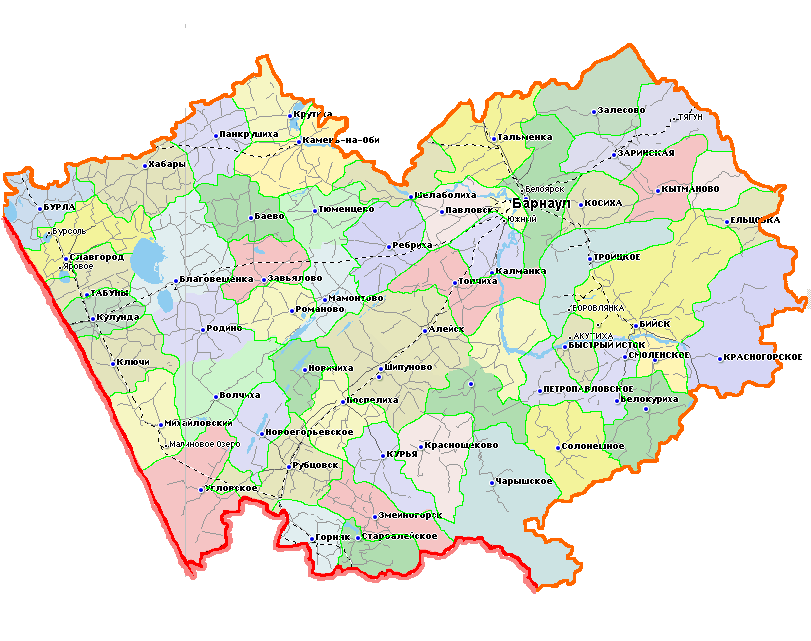 Залесово
Крутиха
ТЯГУН
Панкрушиха
Тальменка
Камень-на-Оби
ЗАРИНСКАЯ
Хабары
Белоярск
КЫТМАНОВО
Шелаболиха
БУРЛА
Барнаул
КОСИХА
Тюменцево
Павловск
Баево
Южный
ЕЛЬЦОВКА
Бурсоль
Ребриха
Славгород
ТРОИЦКОЕ
Яровое
Калманка
Благовещенка
Завьялово
Топчиха
ТАБУНЫ
Мамонтово
Романово
БОРОВЛЯНКА
Кулунда
Родино
Алейск
БИЙСК
АКУТИХА
БЫСТРЫЙ ИСТОК
СМОЛЕНСКОЕ
КРАСНОГОРСКОЕ
Ключи
Новичиха
Шипуново
ПЕТРОПАВЛОВСКОЕ
Волчиха
Поспелиха
Белокуриха
Михайловский
Новоегорьевское
Малиновое Озеро
Краснощеково
Солонешное
КУРЬЯ
Рубцовск
Угловское
Чарышское
Змеиногорск
Горняк
Староалейское